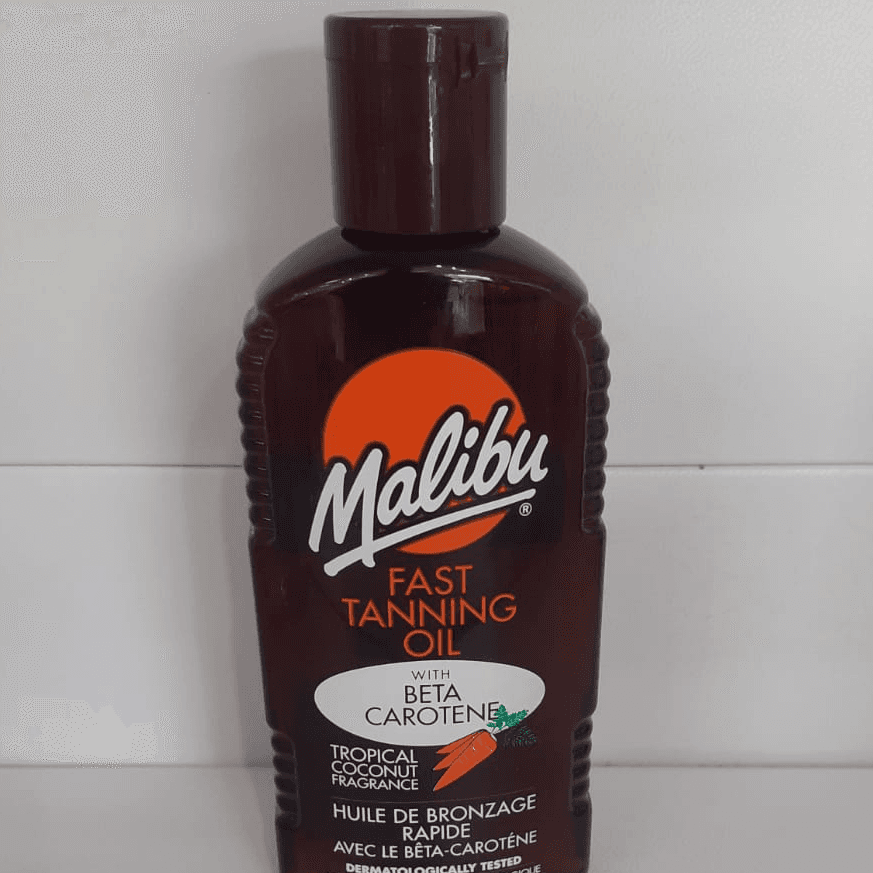 Malibu®
FAST
TANNING
OIL
WITH
BETA
CAROTENE
TROPICAL
COCONUT
FRAGRANCE
HUILE DE BRONZAGE
RAPIDE
AVEC LE BÊTA-CAROTÉNE
DERMATOLOGICALLY TESTED